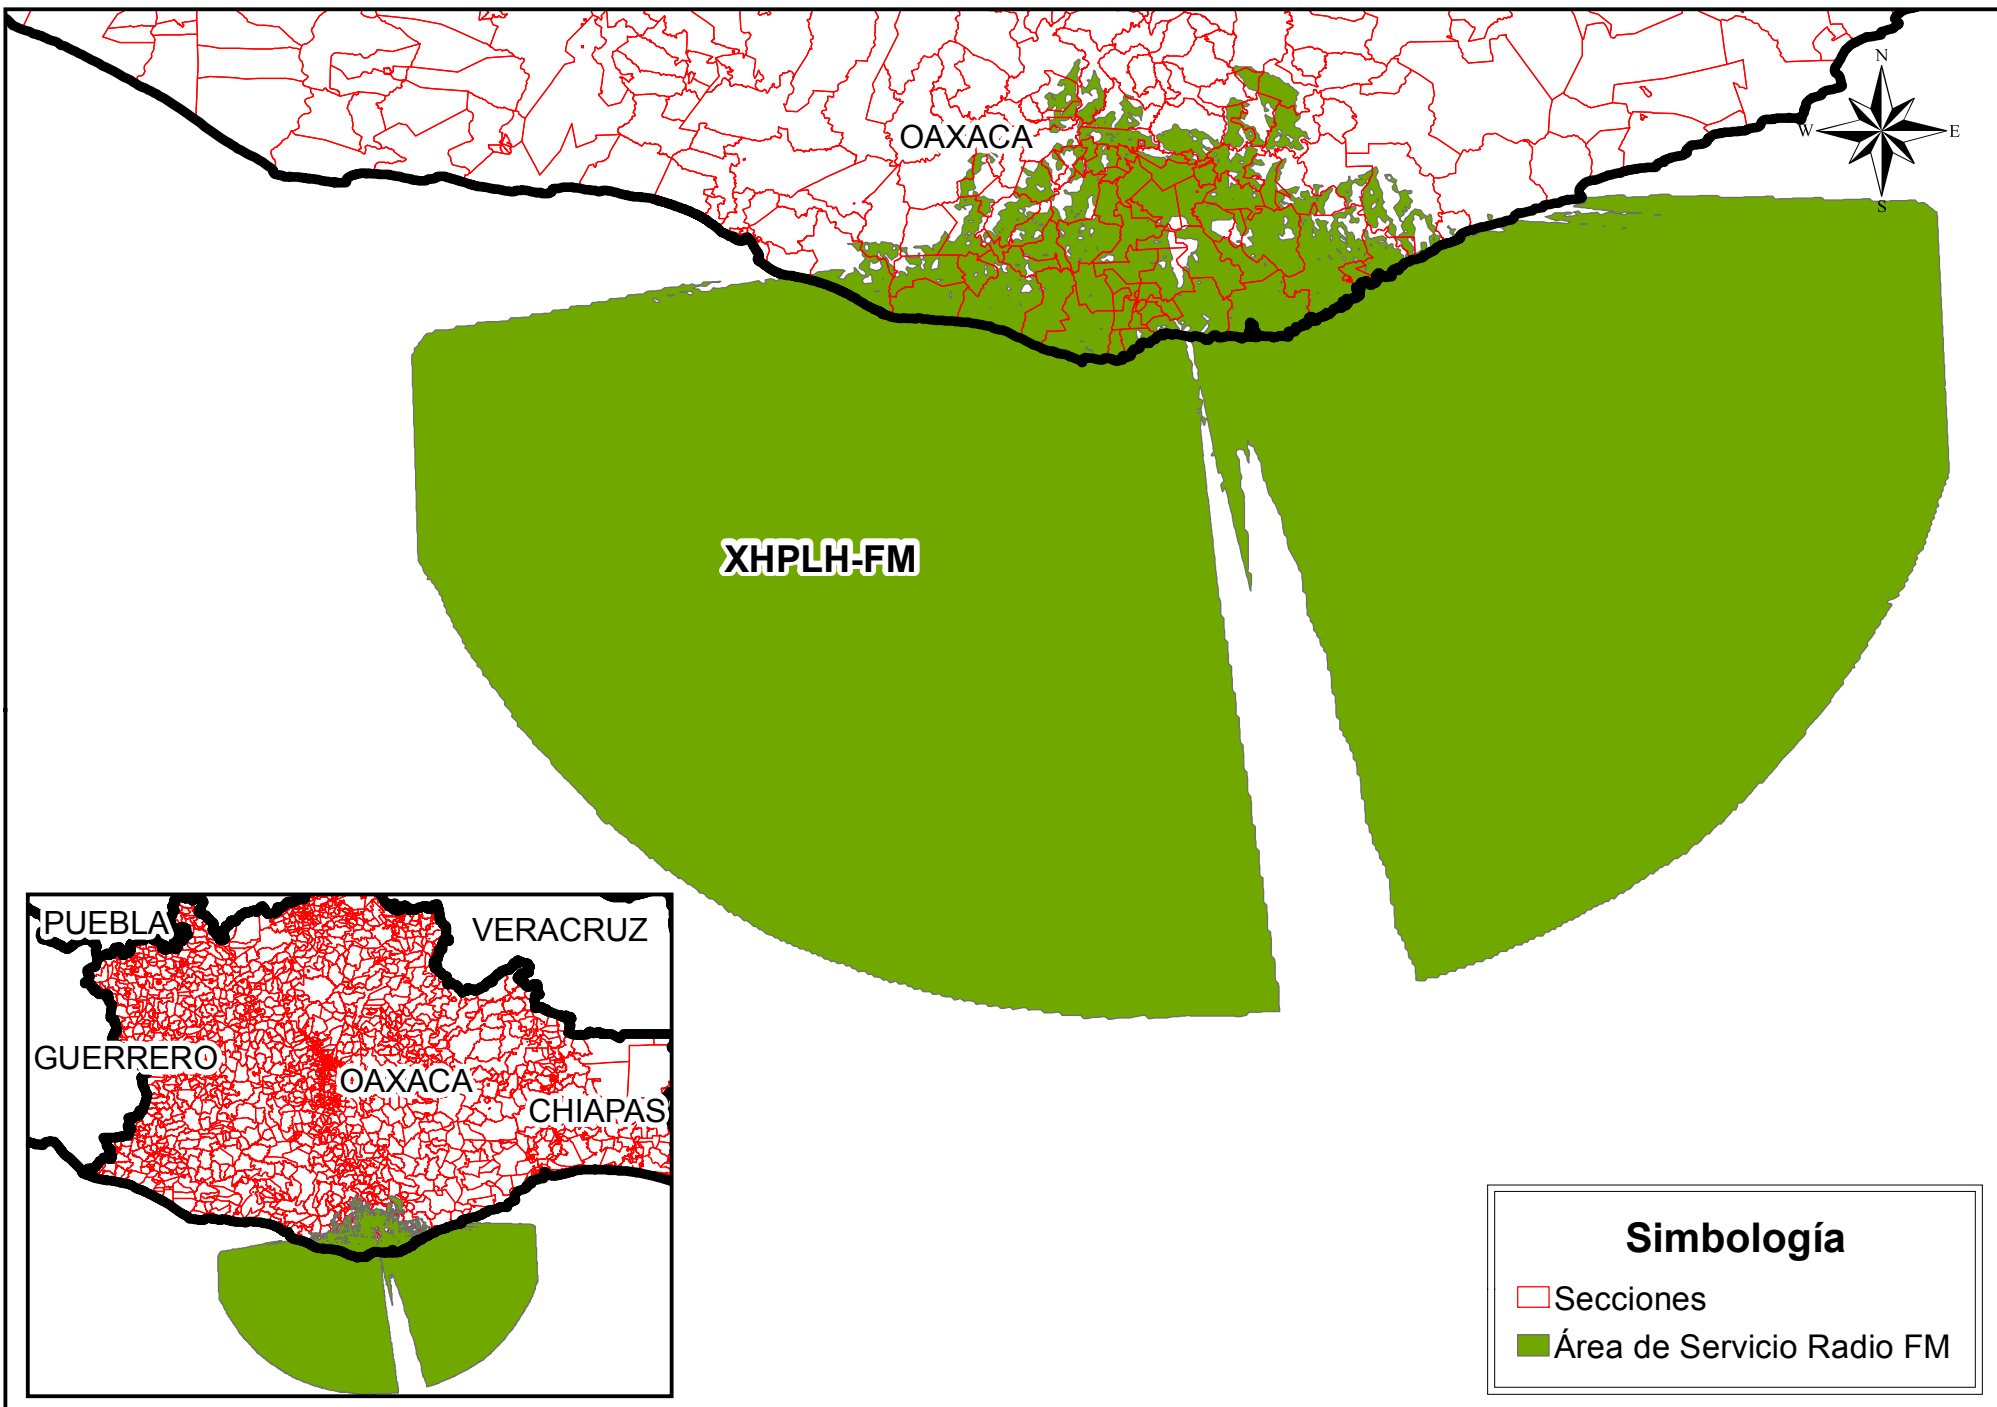 N
W
E
S
OAXACA
XHPLH-FM
PUEBLA
VERACRUZ
GUERRERO
OAXACA
CHIAPAS
Simbología
Secciones
Área de Servicio Radio FM